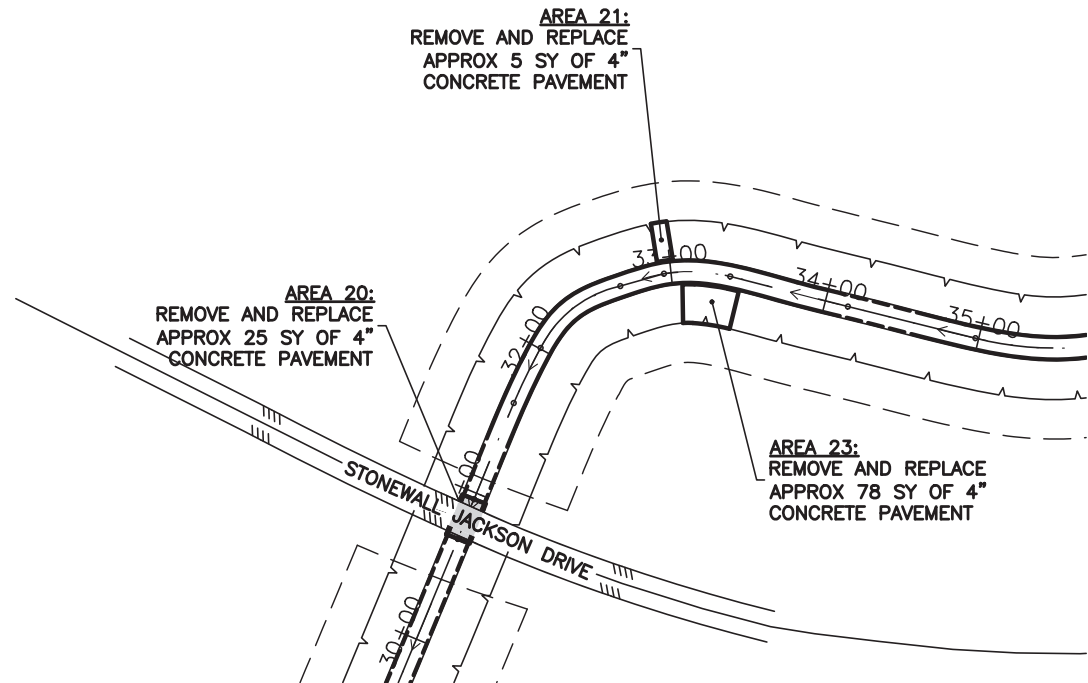 AREA 21:
REMOVE AND REPLACE
APPROX 5 SY OF 4"
CONCRETE PAVEMENT
33+00
34+00
35+00
AREA 20:
REMOVE AND REPLACE
APPROX 25 SY OF 4"
CONCRETE PAVEMENT
32+00
AREA 23:
REMOVE AND REPLACE
APPROX 78 SY OF 4"
CONCRETE PAVEMENT
STONEWALL JACKSON DRIVE
30+00